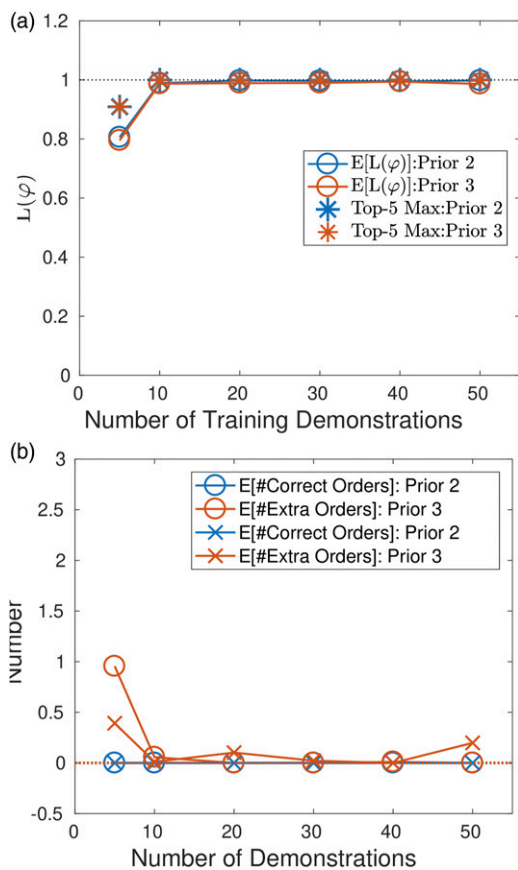 (a)
1.2
1
0.8
0.6
0.4
0.2
0
L(φ)
E[L(φ)]:Prior 2
E[L(φ)]:Prior 3
Top-5 Max:Prior 2
Top-5 Max:Prior 3
0 10 20 30 40 50
Number of Training Demonstrations
(b)
3
2.5
2
1.5
1
0.5
0
-0.5
Number
E[#Correct Orders]: Prior 2
E[#Extra Orders]: Prior 3
E[#Correct Orders]: Prior 2
E[#Extra Orders]: Prior 3
0 10 20 30 40 50
Number of Demonstrations